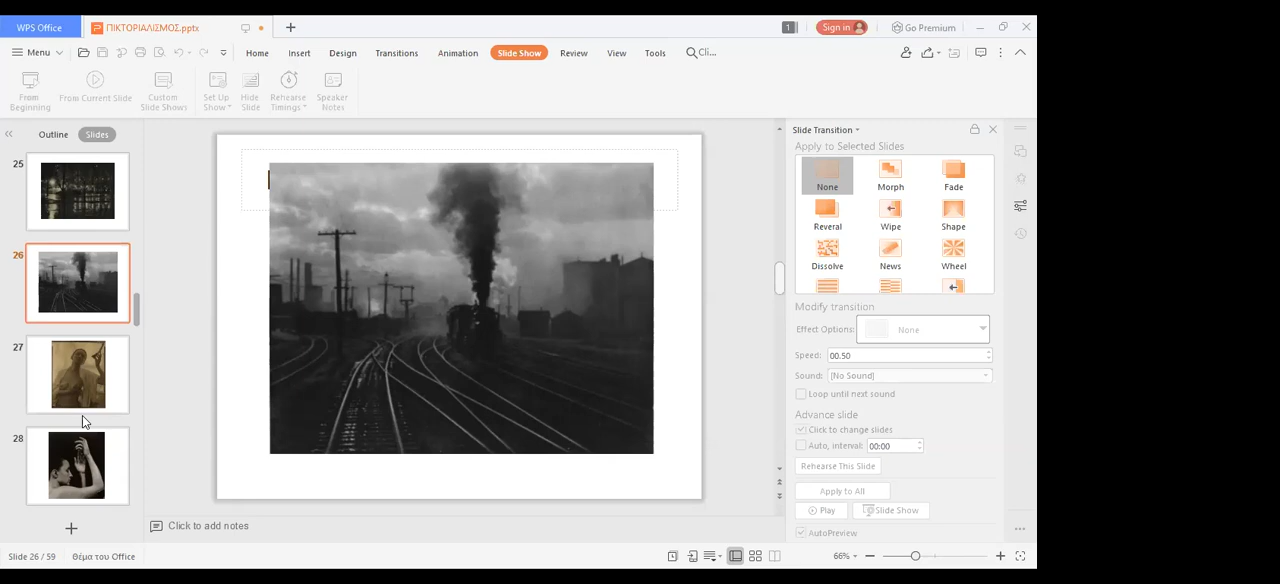 WPS Office
ΠΙΚΤΟΡΙΑΛΙΣΜΟΣ.pptx
1
Sign in
Go Premium
Menu
Home
Insert
Design
Transitions
Animation
Slide Show
Review
View
Tools
Cli...
From Beginning
From Current Slide
Custom Slide Shows
Set Up Show
Hide Slide
Rehearse Timings
Speaker Notes
Outline
Slides
25
26
27
28
Slide Transition
Apply to Selected Slides
None
Morph
Fade
Reveral
Wipe
Shape
Dissolve
News
Wheel
Modify transition
Effect Options:
None
Speed:
00.50
Sound:
[No Sound]
Loop until next sound
Advance slide
Click to change slides
Auto, interval:
00:00
Rehearse This Slide
Apply to All
Play
Slide Show
AutoPreview
Click to add notes
Slide 26 / 59
Θέμα του Office
66%